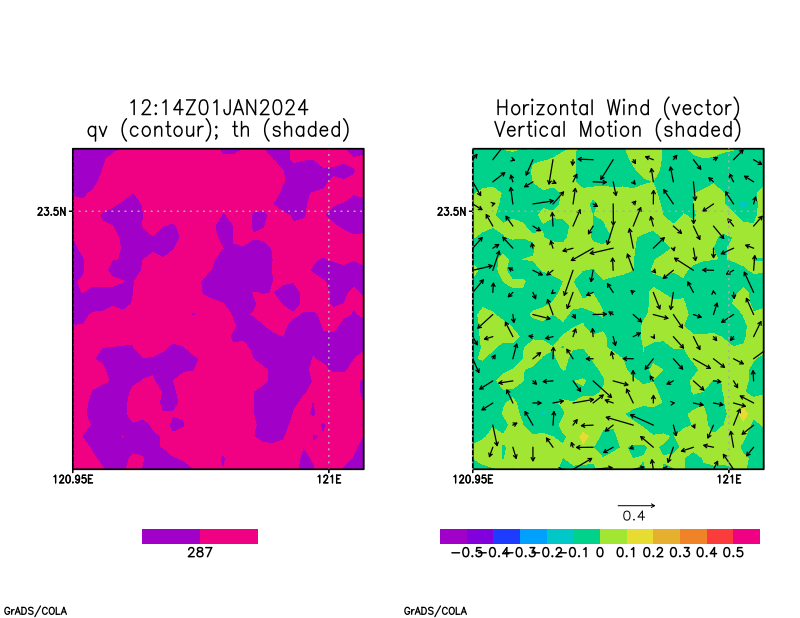 12:14Z01JAN2024
qv (contour); th (shaded)
23.5N
120.95E
121E
287
Horizontal Wind (vector)
Vertical Motion (shaded)
23.5N
120.95E
121E
0.4
-0.5 -0.4 -0.3 -0.2 -0.1 0 0.1 0.2 0.3 0.4 0.5
GrADS/COLA
GrADS/COLA